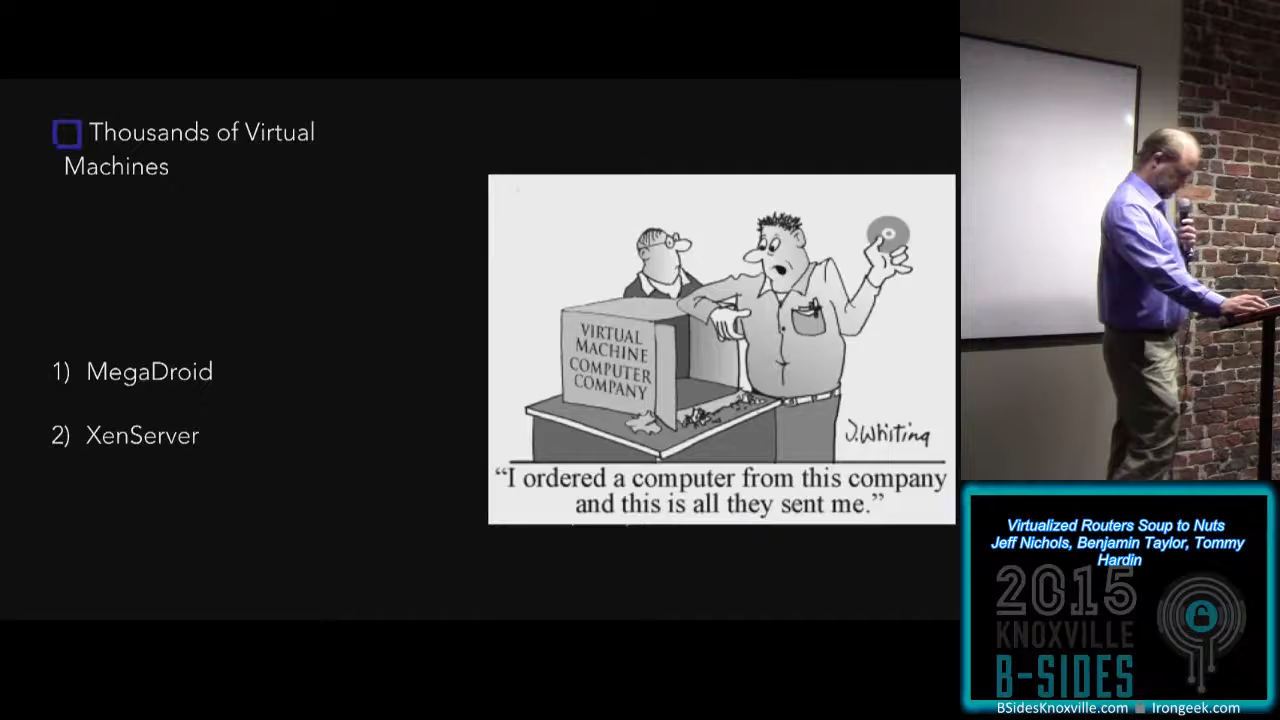 Thousands of Virtual
Machines
1) MegaDroid
2) XenServer
VIRTUAL
MACHINE
COMPUTER
COMPANY
J.Whiting
“I ordered a computer from this company
and this is all they sent me.”
Virtualized Routers Soup to Nuts
Jeff Nichols, Benjamin Taylor, Tommy
Hardin
2015
KNOXVILLE
B-SIDES
BSidesKnoxville.com Irongeek.com